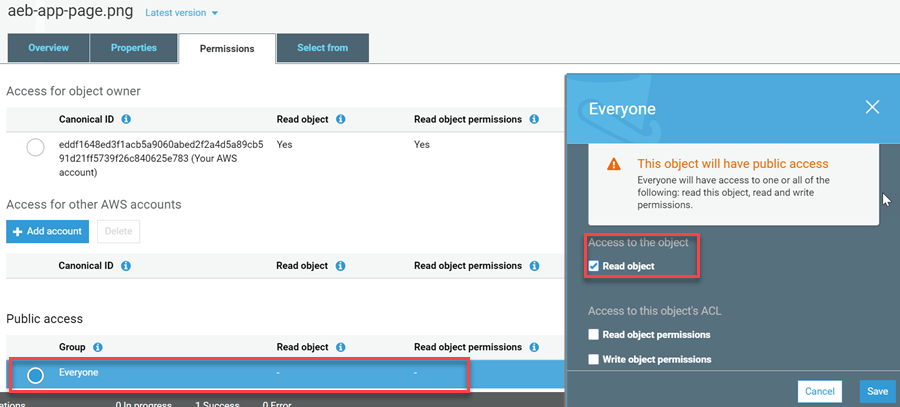 aeb-app-page.png Latest version
Overview Properties Permissions Select from
Access for object owner
Canonical ID Read object Read object permissions
eddf1648ed3f1acb5a9060abed2f2a4d5a89cb5 Yes Yes
91d21ff5739f26c840625e783 (Your AWS
account)
Access for other AWS accounts
+ Add account Delete
Canonical ID Read object Read object permissions
Public access
Group Read object Read object permissions
Everyone - -
ations 0 In progress 1 Success 0 Error
Everyone
This object will have public access
Everyone will have access to one or all of the
following: read this object, read and write
permissions.
Access to the object
Read object
Access to this object's ACL
Read object permissions
Write object permissions
Cancel Save